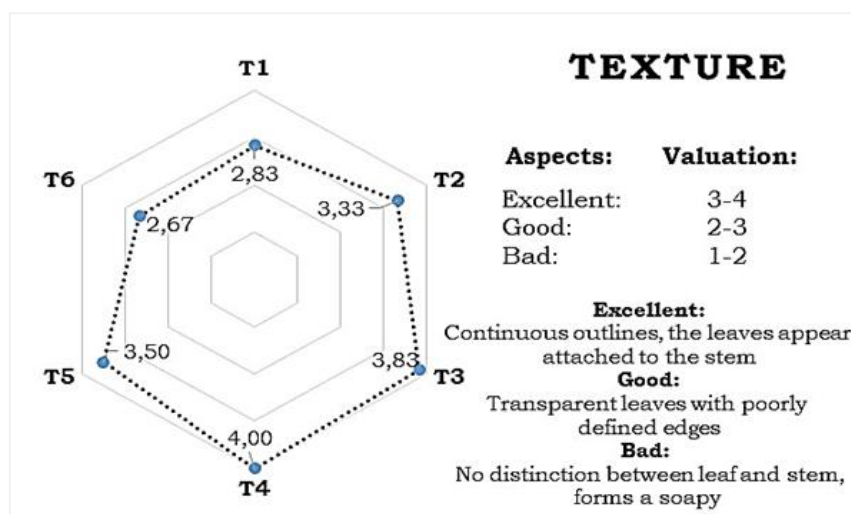 TEXTURE
T1
T2
T3
T4
T5
T6
2,83
3,33
3,83
4,00
3,50
2,67
Aspects: Valuation:
Excellent: 3-4
Good: 2-3
Bad: 1-2
Excellent:
Continuous outlines, the leaves appear
attached to the stem
Good:
Transparent leaves with poorly
defined edges
Bad:
No distinction between leaf and stem,
forms a soapy